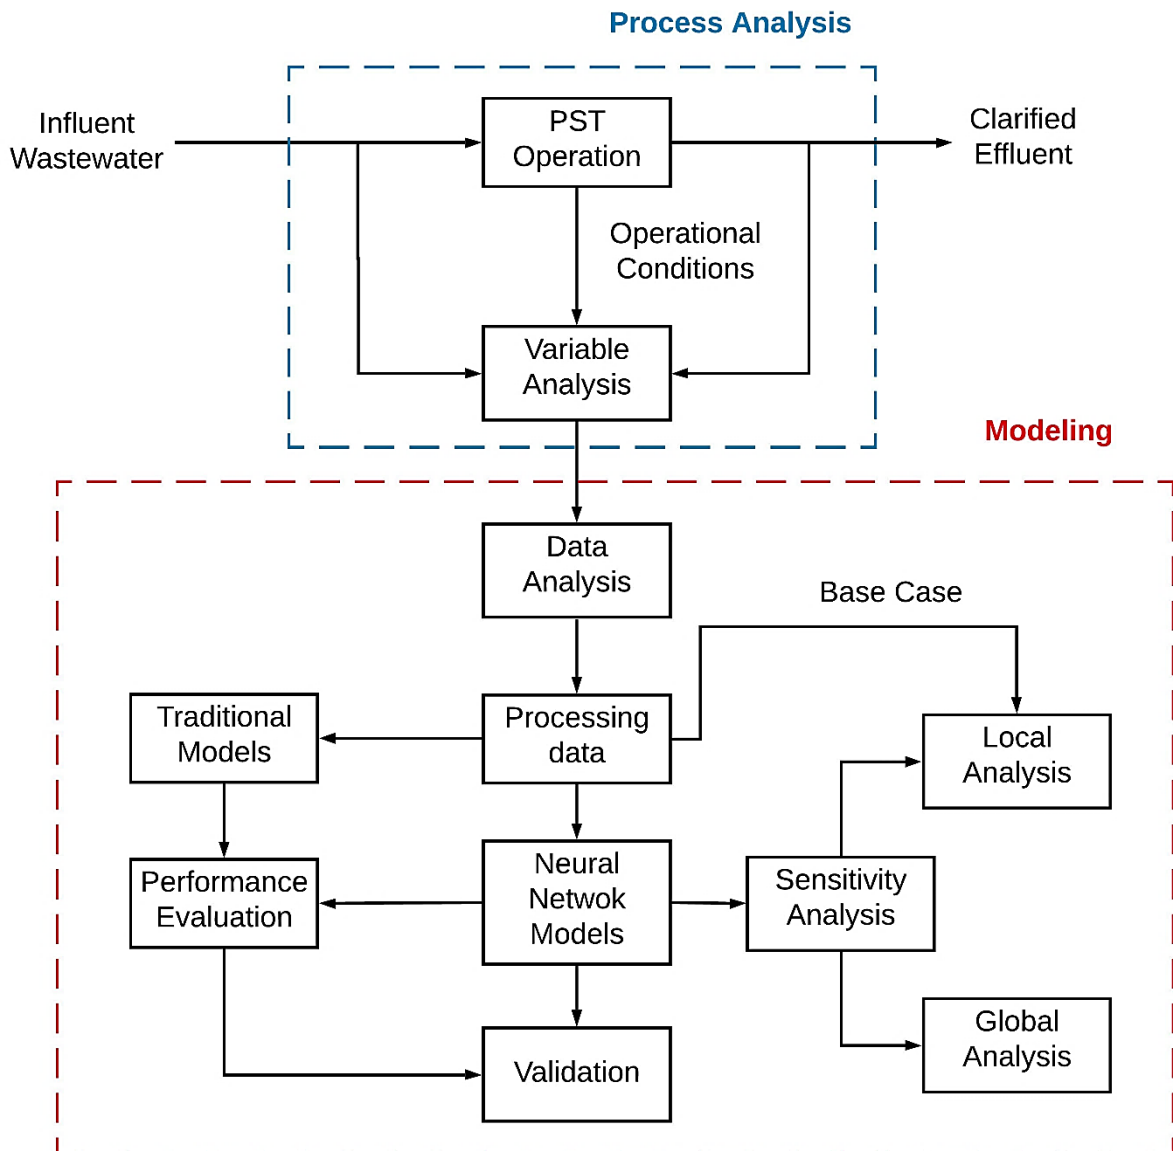 Process Analysis
Influent
Wastewater
PST
Operation
Clarified
Effluent
Operational
Conditions
Variable
Analysis
Modeling
Data
Analysis
Base Case
Traditional
Models
Processing
data
Local
Analysis
Performance
Evaluation
Neural
Netwok
Models
Sensitivity
Analysis
Global
Analysis
Validation